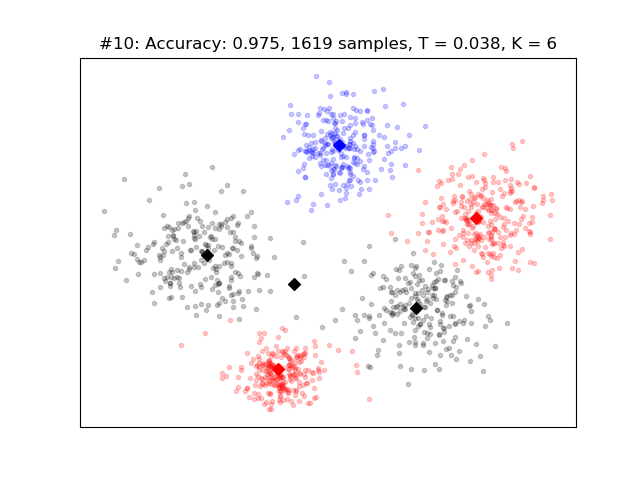 #10: Accuracy: 0.975, 1619 samples, T = 0.038, K = 6